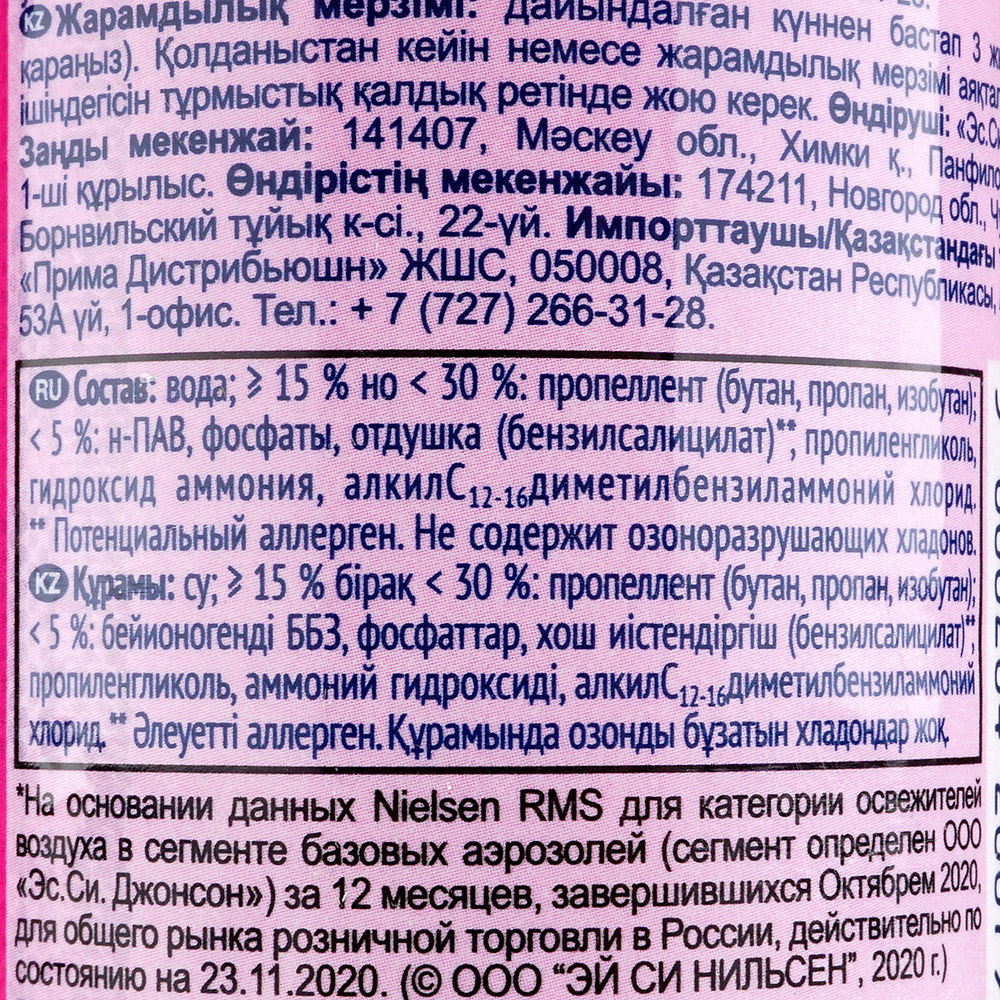 KZ Жарамдылық мерзімі: дайындалған күннен бастап 3
қараңыз). Қолданыстан кейін немесе жарамдылық мерзімі
ішіндегісін тұрмыстық қалдық ретінде жою керек. Өндіруші:
Заңды мекенжай: 141407, Мәскеу обл., Химки қ.,
1-ші құрылыс. Өндірістің мекенжайы: 174211, Новгород обл.,
Борнвильский тұйық к-сі., 22-үй. Импорттаушы/Қазақстандағы
«Прима Дистрибьюшн» ЖШС, 050008, Қазақстан Республикасы,
53А үй, 1-офис. Тел.: + 7 (727) 266-31-28.
RU Состав: вода; ≥ 15 % но < 30 %: пропеллент (бутан, пропан, изобутан);
< 5 %: н-ПАВ, фосфаты, отдушка (бензилсалицилат)**, пропиленгликоль,
гидроксид аммония, алкилC12-16диметилбензиламмоний хлорид.
** Потенциальный аллерген. Не содержит озоноразрушающих хладонов.
KZ Құрамы: су; ≥ 15 % бірақ < 30 %: пропеллент (бутан, пропан, изобутан);
< 5 %: бейионогенді ББЗ, фосфаттар, хош иістендіргіш (бензилсалицилат)**,
пропиленгликоль, аммоний гидроксиді, алкилC12-16диметилбензиламмоний
хлорид. ** Әлеуетті аллерген. Құрамында озонды бұзатын хладондар жоқ.
*На основании данных Nielsen RMS для категории освежителей
воздуха в сегменте базовых аэрозолей (сегмент определен ООО
«Эс.Си. Джонсон») за 12 месяцев, завершившихся Октябрем 2020,
для общего рынка розничной торговли в России, действительно по
состоянию на 23.11.2020. (© ООО "ЭЙ СИ НИЛЬСЕН", 2020 г.)